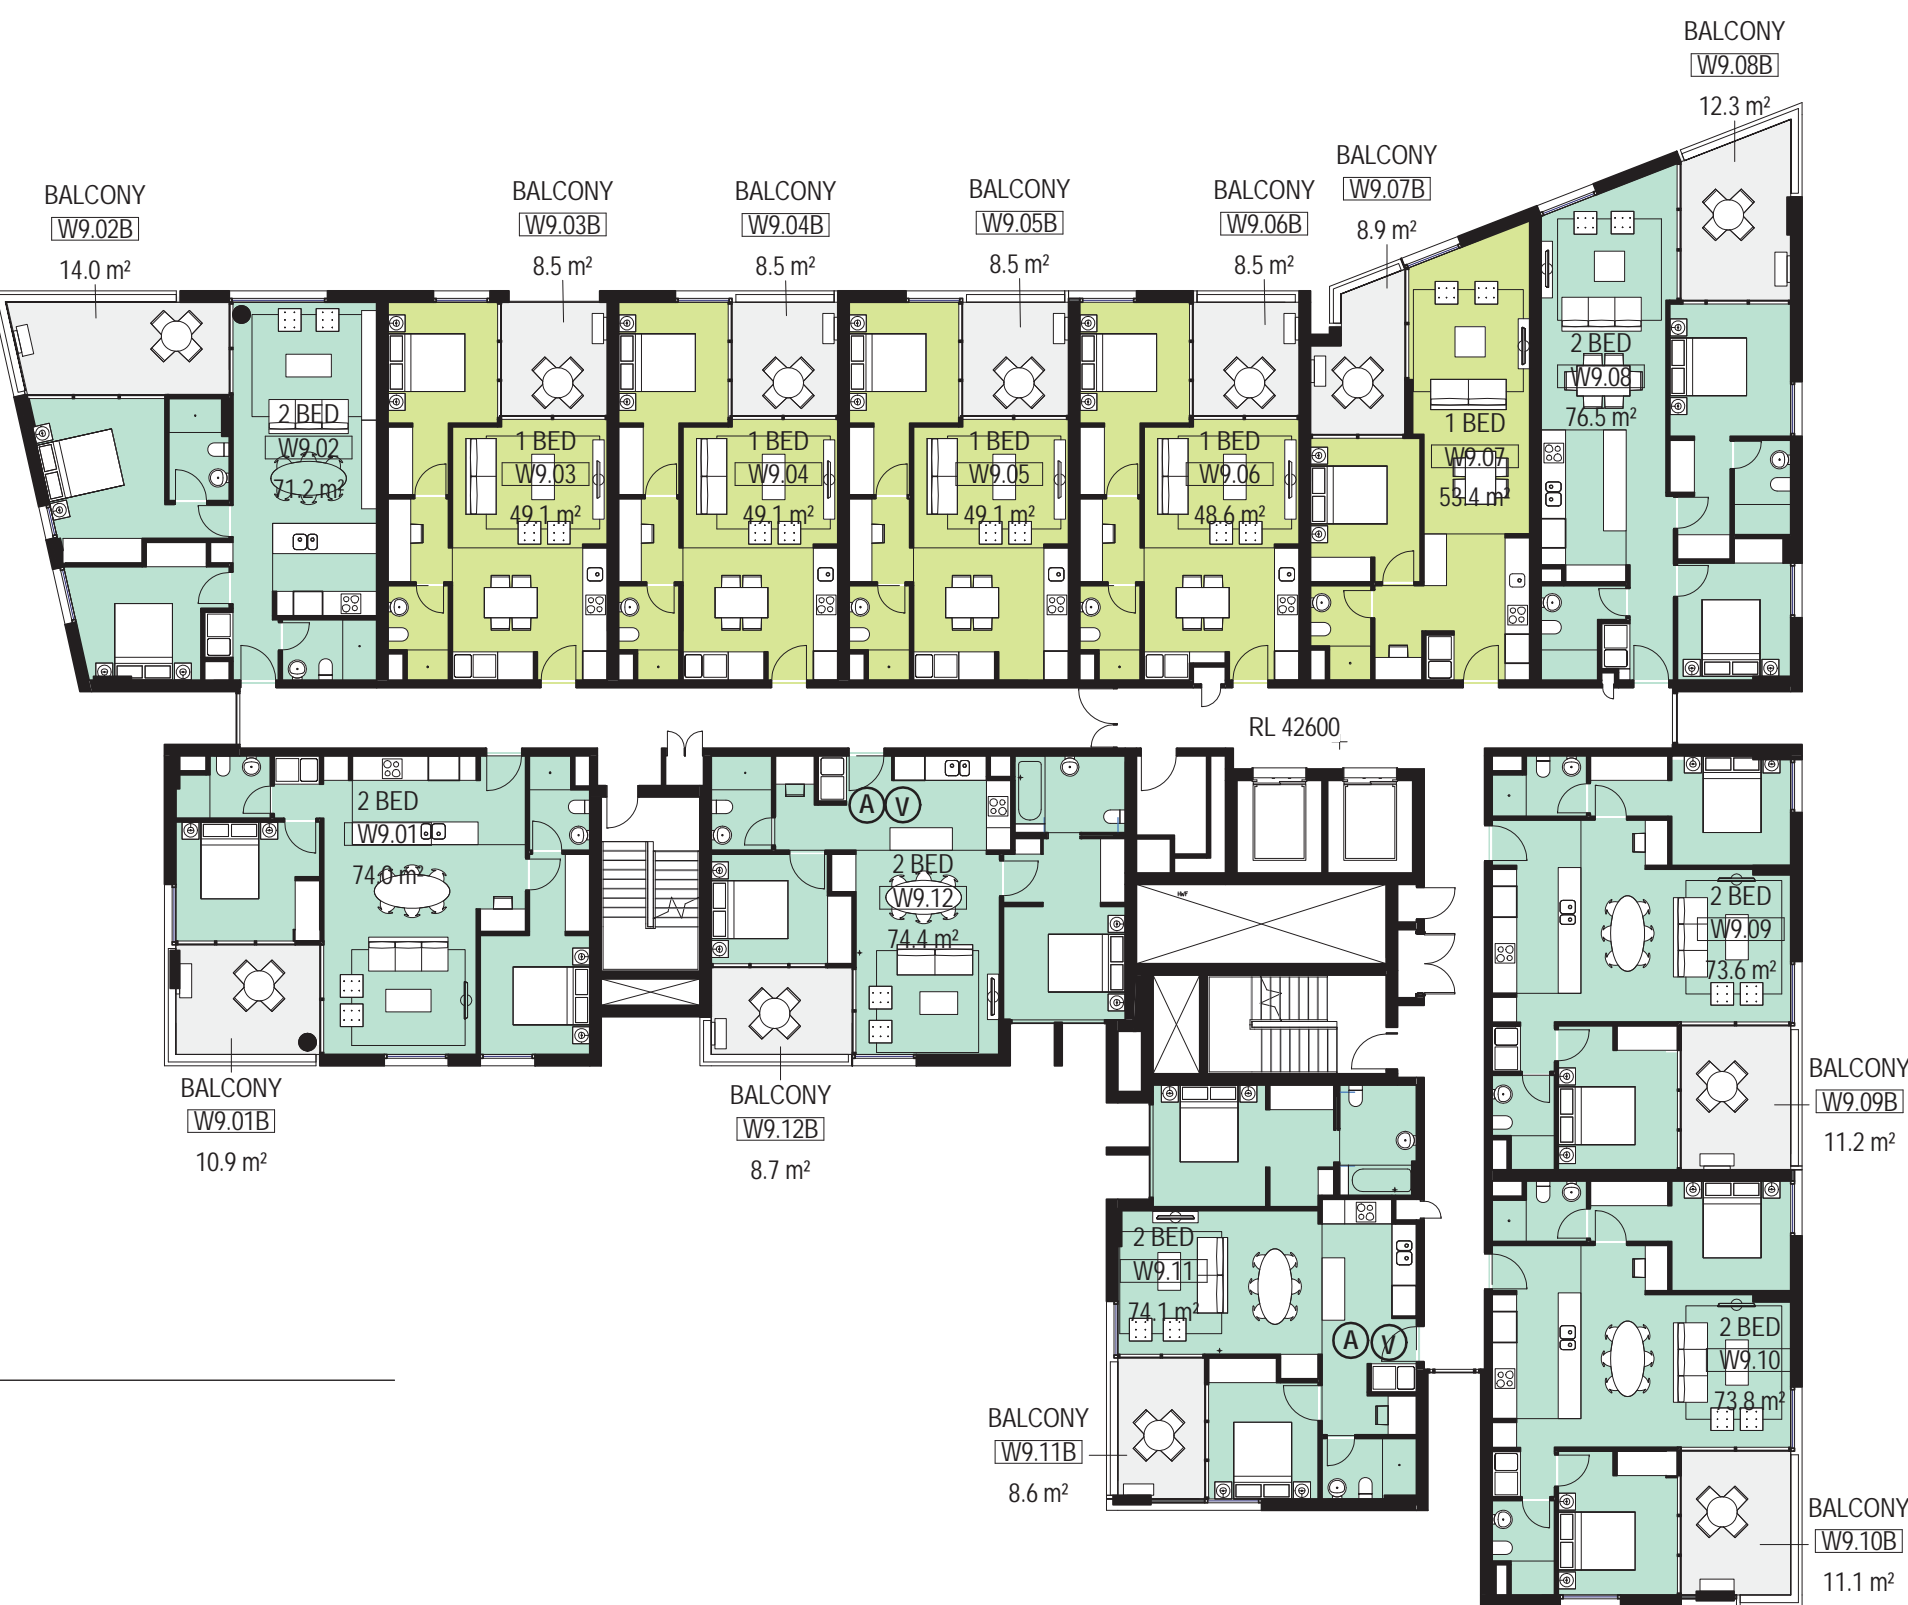 BALCONY
W9.08B
12.3 m²
BALCONY
W9.07B
8.9 m²
BALCONY
W9.02B
14.0 m²
BALCONY
W9.03B
8.5 m²
BALCONY
W9.04B
8.5 m²
BALCONY
W9.05B
8.5 m²
BALCONY
W9.06B
8.5 m²
2 BED
W9.02
71.2 m²
1 BED
W9.03
49.1 m²
1 BED
W9.04
49.1 m²
1 BED
W9.05
49.1 m²
1 BED
W9.06
48.6 m²
1 BED
W9.07
53.4 m²
2 BED
W9.08
76.5 m²
RL 42600
2 BED
W9.01
74.0 m²
A V
2 BED
W9.12
74.4 m²
HWF
2 BED
W9.09
73.6 m²
BALCONY
W9.01B
10.9 m²
BALCONY
W9.12B
8.7 m²
BALCONY
W9.09B
11.2 m²
2 BED
W9.11
74.1 m²
A V
2 BED
W9.10
73.8 m²
BALCONY
W9.11B
8.6 m²
BALCONY
W9.10B
11.1 m²